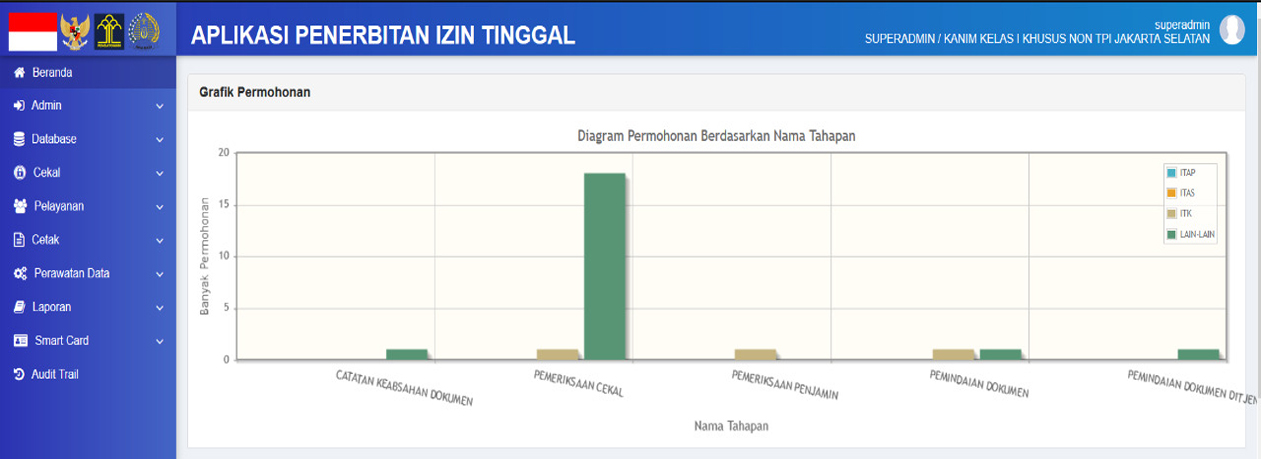 APLIKASI PENERBITAN IZIN TINGGAL
superadmin
SUPERADMIN / KANIM KELAS I KHUSUS NON TPI JAKARTA SELATAN
Beranda
Admin
Database
Cekal
Pelayanan
Cetak
Perawatan Data
Laporan
Smart Card
Audit Trail
Grafik Permohonan
Diagram Permohonan Berdasarkan Nama Tahapan
Banyak Permohonan
20
15
10
5
0
ITAP
ITAS
ITK
LAIN-LAIN
CATATAN KEABSAHAN DOKUMEN
PEMERIKSAAN CEKAL
PEMERIKSAAN PENJAMIN
PEMINDAIAN DOKUMEN
PEMINDAIAN DOKUMEN DITJEN
Nama Tahapan